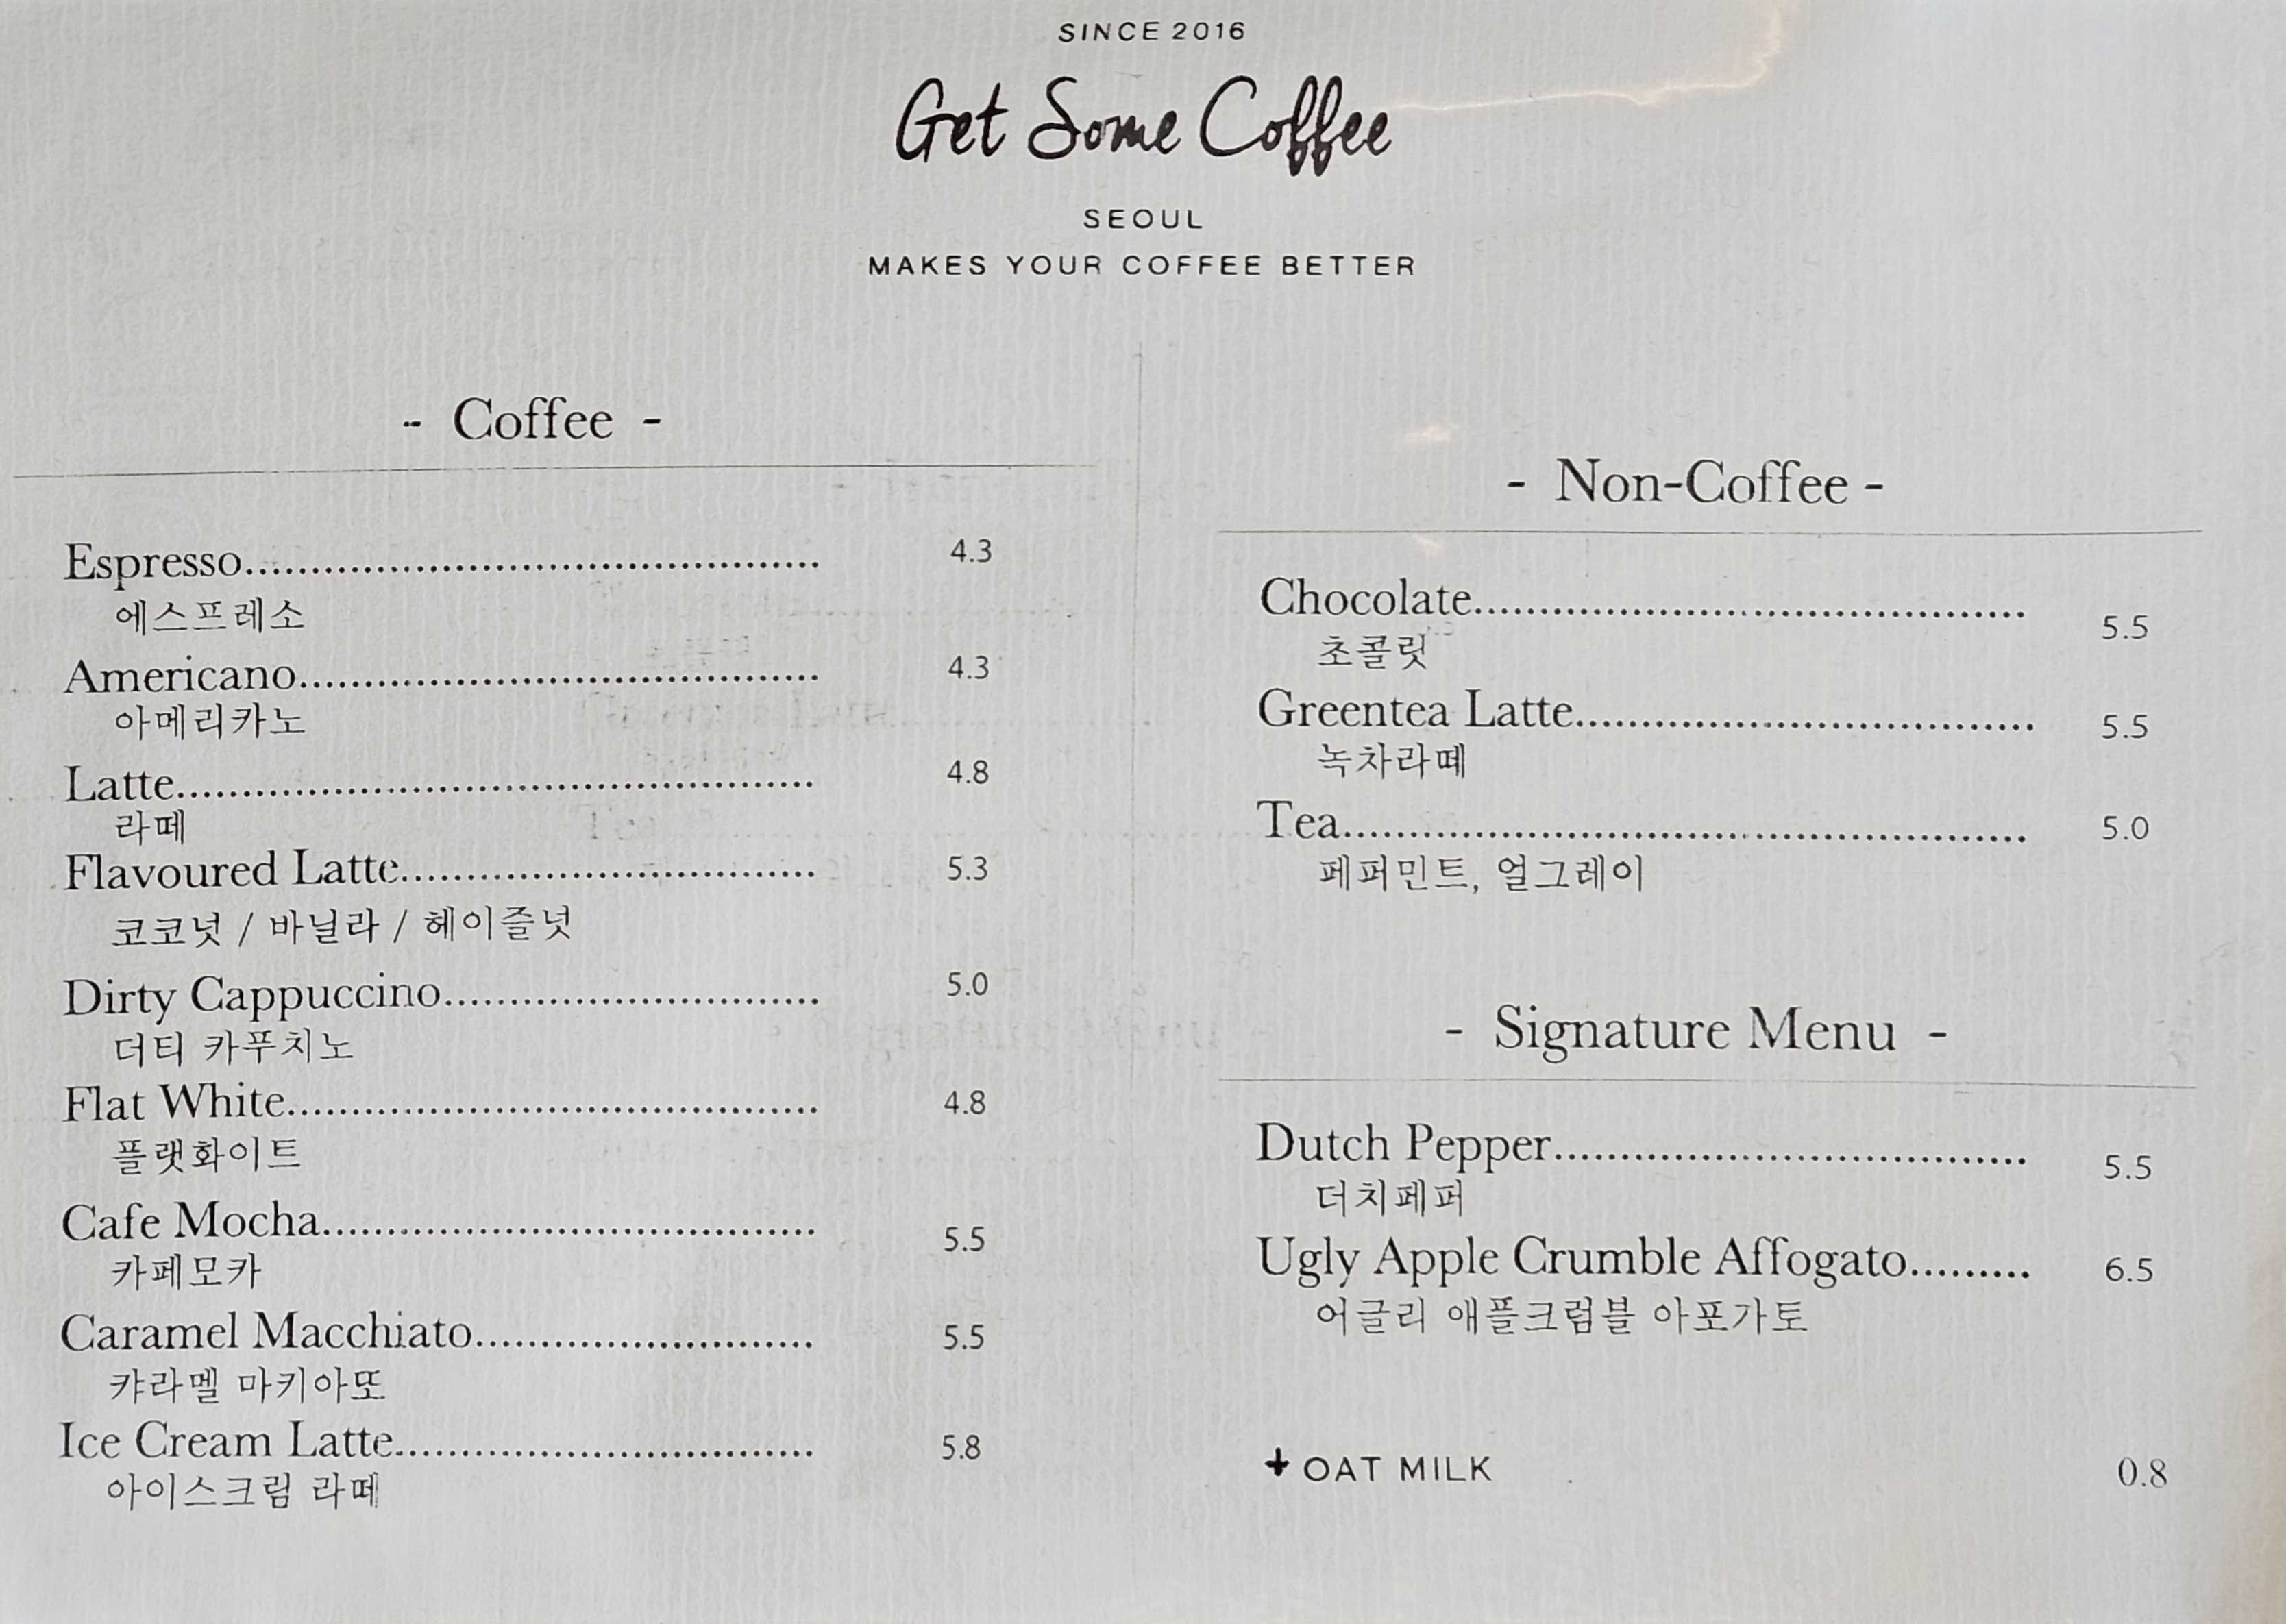 SINCE 2016
Get Some Coffee
SEOUL
MAKES YOUR COFFEE BETTER
- Coffee -
Espresso.......................................... 4.3
에스프레소
Americano...................................... 4.3
아메리카노
Latte............................................... 4.8
라떼
Flavoured Latte............................... 5.3
코코넛 / 바닐라 / 헤이즐넛
Dirty Cappuccino............................ 5.0
더티 카푸치노
Flat White........................................ 4.8
플랫화이트
Cafe Mocha..................................... 5.5
카페모카
Caramel Macchiato.......................... 5.5
캬라멜 마키아또
Ice Cream Latte................................ 5.8
아이스크림 라떼
- Non-Coffee -
Chocolate.......................................... 5.5
초콜릿
Greentea Latte................................... 5.5
녹차라떼
Tea.................................................... 5.0
페퍼민트, 얼그레이
- Signature Menu -
Dutch Pepper.................................... 5.5
더치페퍼
Ugly Apple Crumble Affogato......... 6.5
어글리 애플크럼블 아포가토
+ OAT MILK 0.8